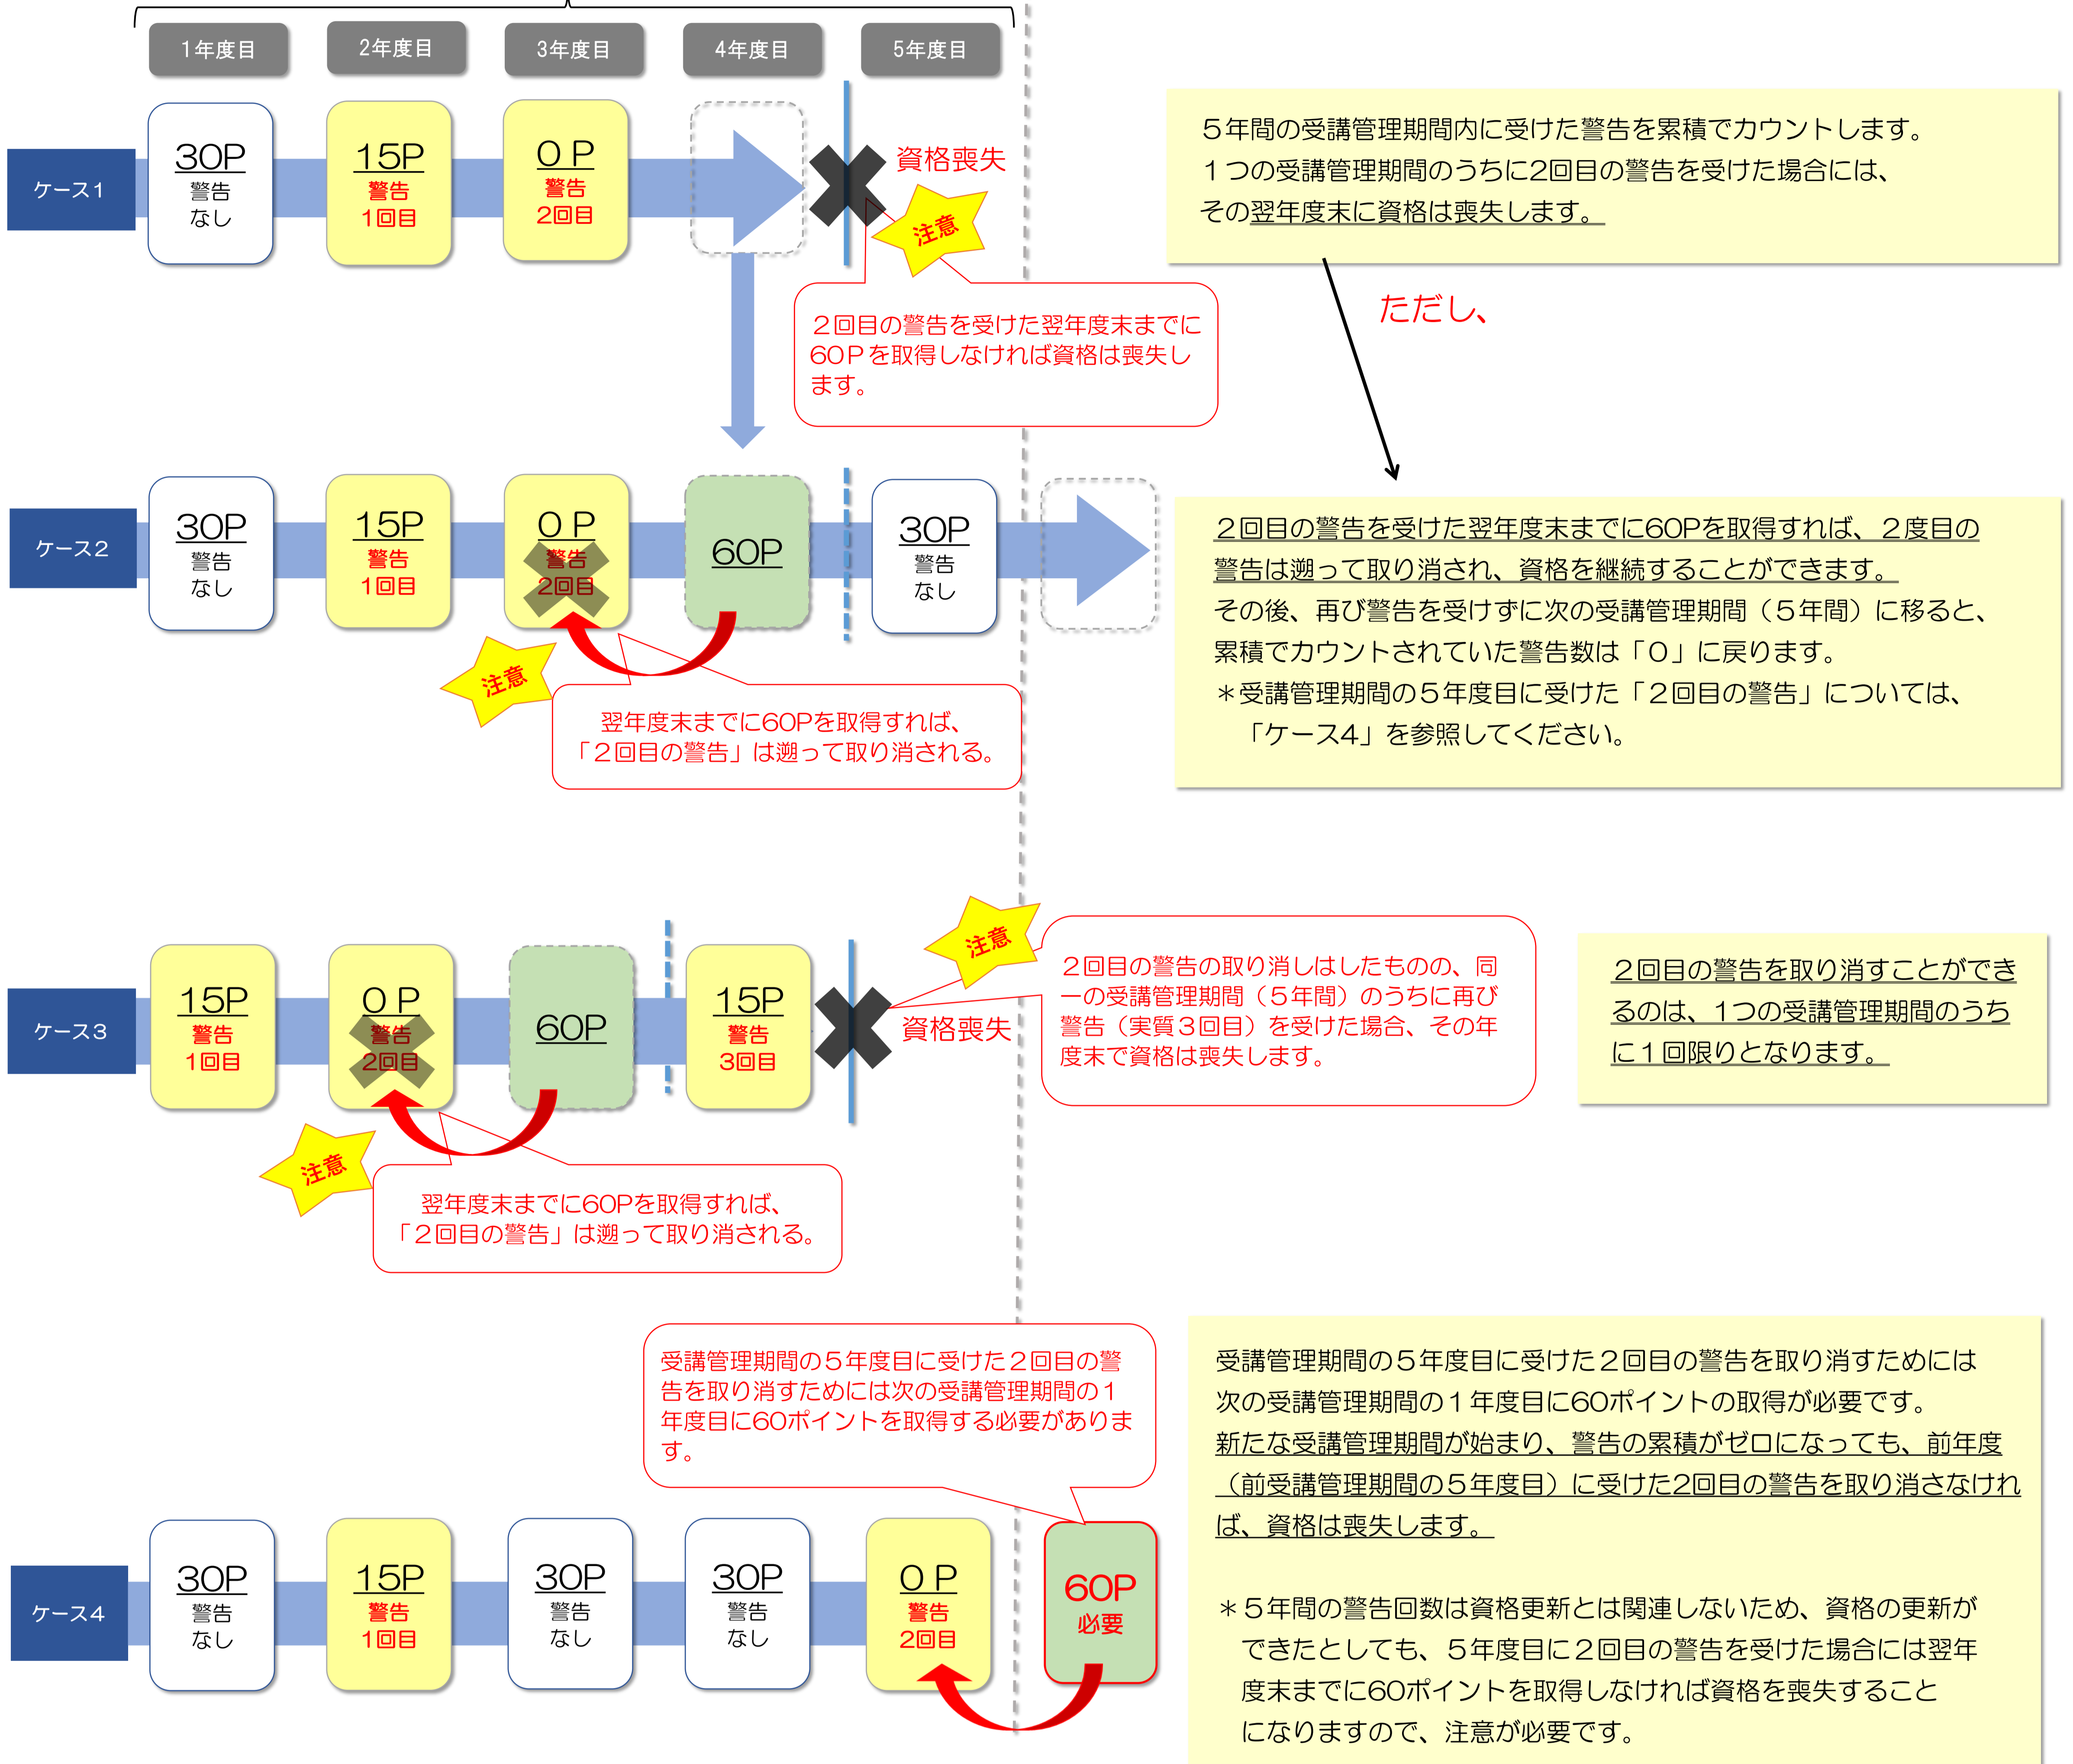 1年度目
2年度目
3年度目
4年度目
5年度目
ケース1
30P
警告
なし
15P
警告
1回目
0 P
警告
2回目
資格喪失
注意
2回目の警告を受けた翌年度末までに
60Pを取得しなければ資格は喪失し
ます。
5年間の受講管理期間内に受けた警告を累積でカウントします。
1つの受講管理期間のうちに2回目の警告を受けた場合には、
その翌年度末に資格は喪失します。
ただし、
ケース2
30P
警告
なし
15P
警告
1回目
0 P
警告
2回目
60P
30P
警告
なし
注意
翌年度末までに60Pを取得すれば、
「2回目の警告」は遡って取り消される。
2回目の警告を受けた翌年度末までに60Pを取得すれば、2度目の
警告は遡って取り消され、資格を継続することができます。
その後、再び警告を受けずに次の受講管理期間（5年間）に移ると、
累積でカウントされていた警告数は「0」に戻ります。
＊受講管理期間の5年度目に受けた「2回目の警告」については、
「ケース4」を参照してください。
ケース3
15P
警告
1回目
0 P
警告
2回目
60P
15P
警告
3回目
資格喪失
注意
2回目の警告の取り消しはしたものの、同
一の受講管理期間（5年間）のうちに再び
警告（実質3回目）を受けた場合、その年
度末で資格は喪失します。
2回目の警告を取り消すことができ
るのは、1つの受講管理期間のうち
に1回限りとなります。
注意
翌年度末までに60Pを取得すれば、
「2回目の警告」は遡って取り消される。
受講管理期間の5年度目に受けた2回目の警
告を取り消すためには次の受講管理期間の1
年度目に60ポイントを取得する必要がありま
す。
ケース4
30P
警告
なし
15P
警告
1回目
30P
警告
なし
30P
警告
なし
0 P
警告
2回目
60P
必要
受講管理期間の5年度目に受けた2回目の警告を取り消すためには
次の受講管理期間の1年度目に60ポイントの取得が必要です。
新たな受講管理期間が始まり、警告の累積がゼロになっても、前年度
（前受講管理期間の5年度目）に受けた2回目の警告を取り消さなけれ
ば、資格は喪失します。
＊5年間の警告回数は資格更新とは関連しないため、資格の更新が
できたとしても、5年度目に2回目の警告を受けた場合には翌年
度末までに60ポイントを取得しなければ資格を喪失すること
になりますので、注意が必要です。